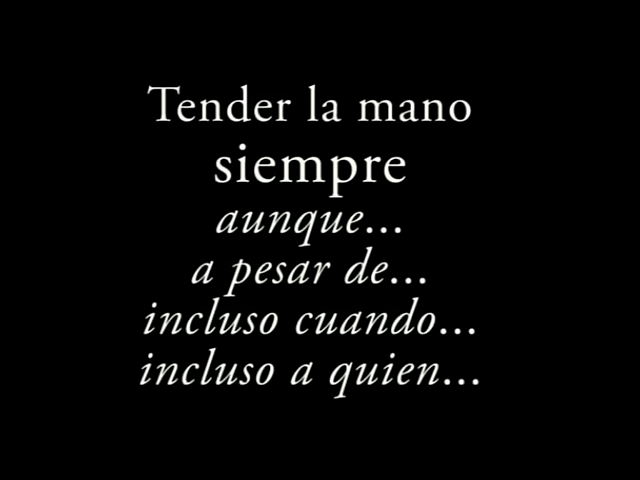 Tender la mano
siempre
aunque...
a pesar de...
incluso cuando...
incluso a quien...